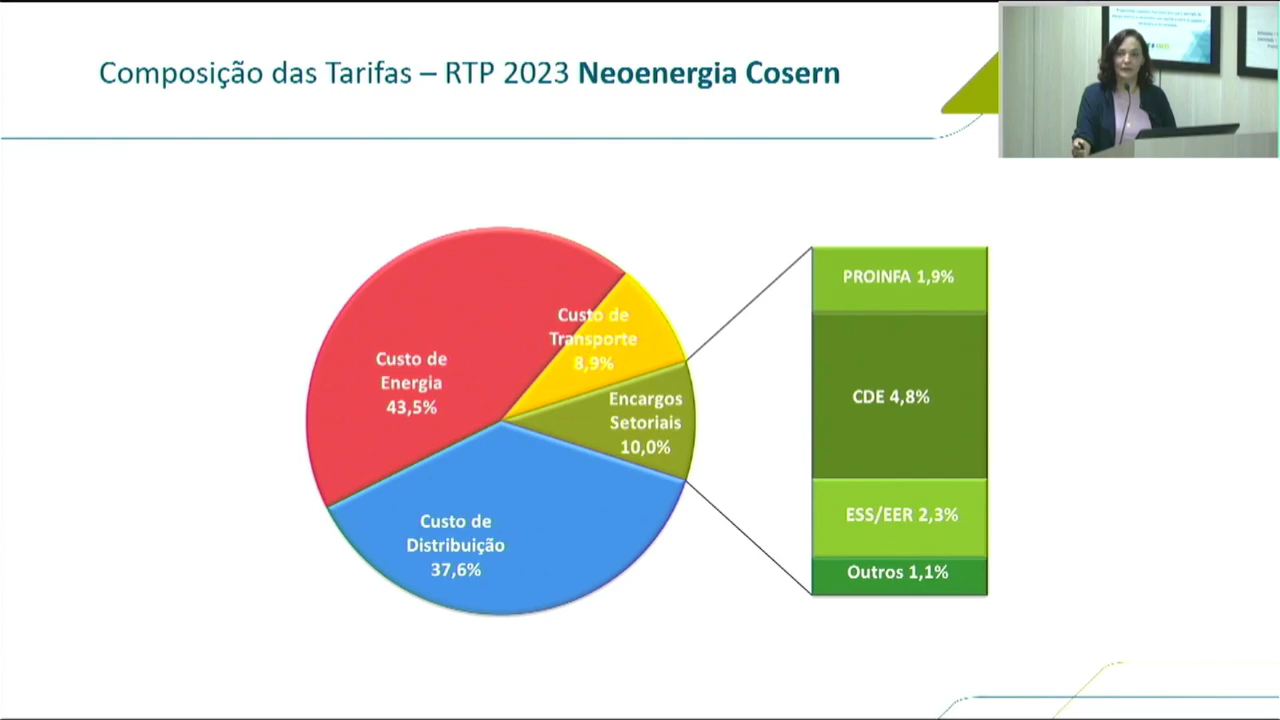 Composição das Tarifas – RTP 2023 Neoenergia Cosern
Custo de
Energia
43,5%
Custo de
Transporte
8,9%
Encargos
Setoriais
10,0%
Custo de
Distribuição
37,6%
PROINFA 1,9%
CDE 4,8%
ESS/EER 2,3%
Outros 1,1%